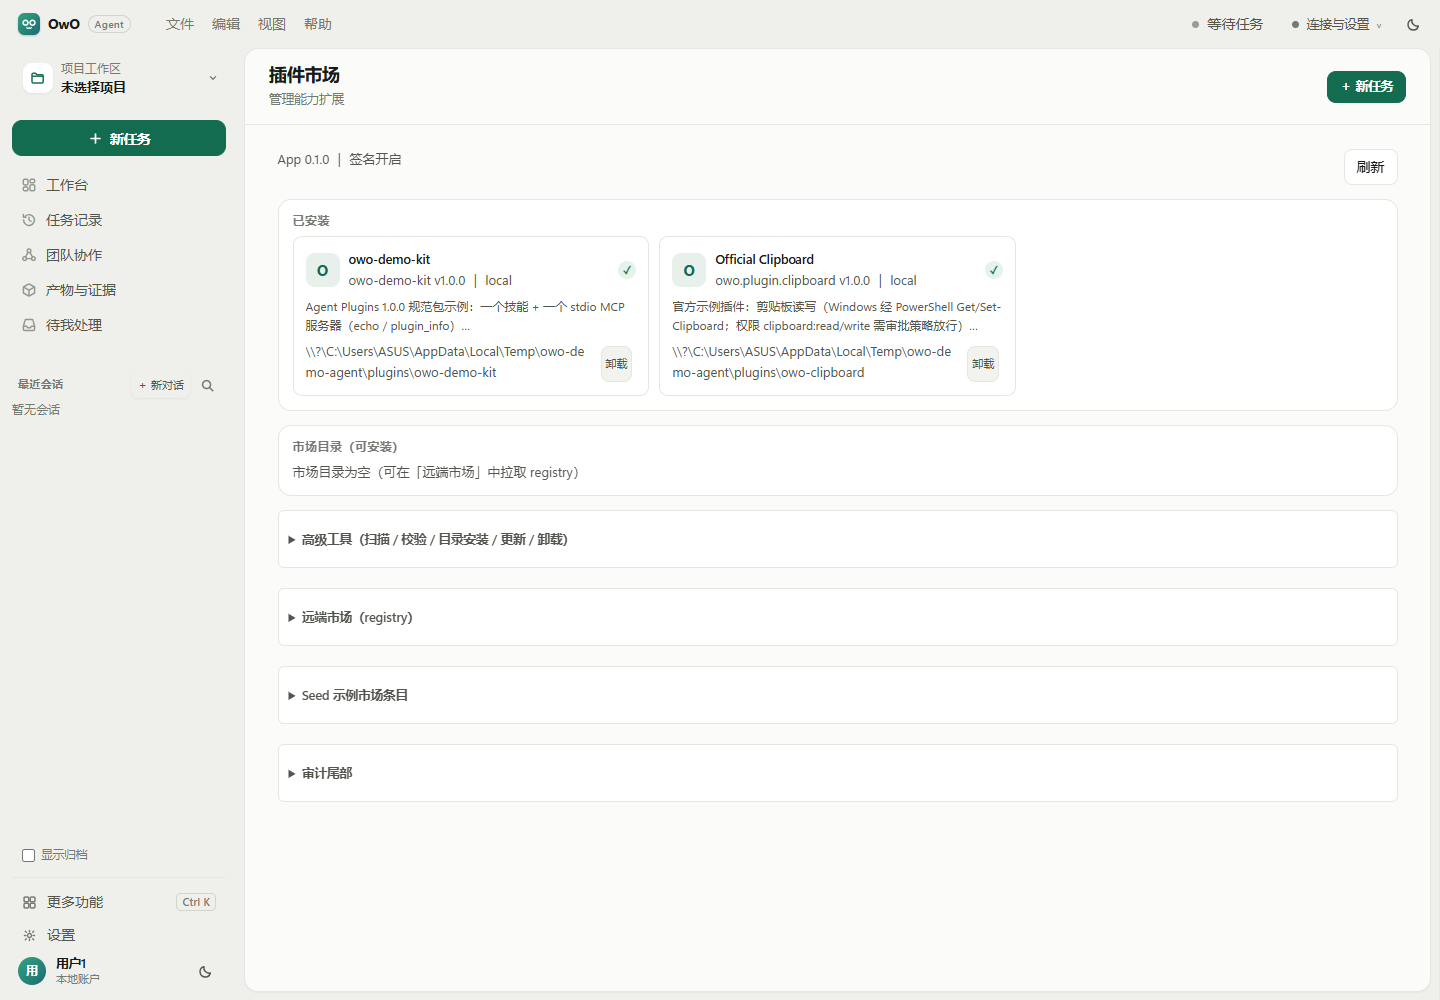 OwO Agent 文件 编辑 视图 帮助 等待任务 连接与设置
项目工作区
未选择项目
+ 新任务
工作台
任务记录
团队协作
产物与证据
待我处理
最近会话 + 新对话
暂无会话
显示归档
更多功能 Ctrl K
设置
用 用户1
本地账户
插件市场
管理能力扩展
+ 新任务
App 0.1.0 | 签名开启
刷新
已安装
O owo-demo-kit
owo-demo-kit v1.0.0 | local
✓
Agent Plugins 1.0.0 规范包示例：一个技能 + 一个 stdio MCP
服务器（echo / plugin_info）...
\\?\C:\Users\ASUS\AppData\Local\Temp\owo-de
mo-agent\plugins\owo-demo-kit
卸载
O Official Clipboard
owo.plugin.clipboard v1.0.0 | local
✓
官方示例插件：剪贴板读写（Windows 经 PowerShell Get/Set-
Clipboard；权限 clipboard:read/write 需审批策略放行）...
\\?\C:\Users\ASUS\AppData\Local\Temp\owo-de
mo-agent\plugins\owo-clipboard
卸载
市场目录（可安装）
市场目录为空（可在「远端市场」中拉取 registry）
高级工具（扫描 / 校验 / 目录安装 / 更新 / 卸载）
远端市场（registry）
Seed 示例市场条目
审计尾部